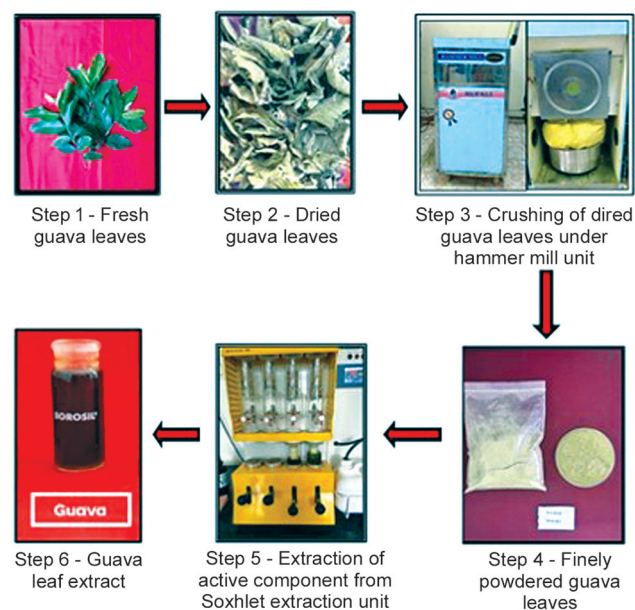 Step 1 - Fresh
guava leaves
Step 2 - Dried
guava leaves
Step 3 - Crushing of dired
guava leaves under
hammer mill unit
BOROSIL
Guava
Step 6 - Guava
leaf extract
Step 5 - Extraction of
active component from
Soxhlet extraction unit
Step 4 - Finely
powdered guava
leaves